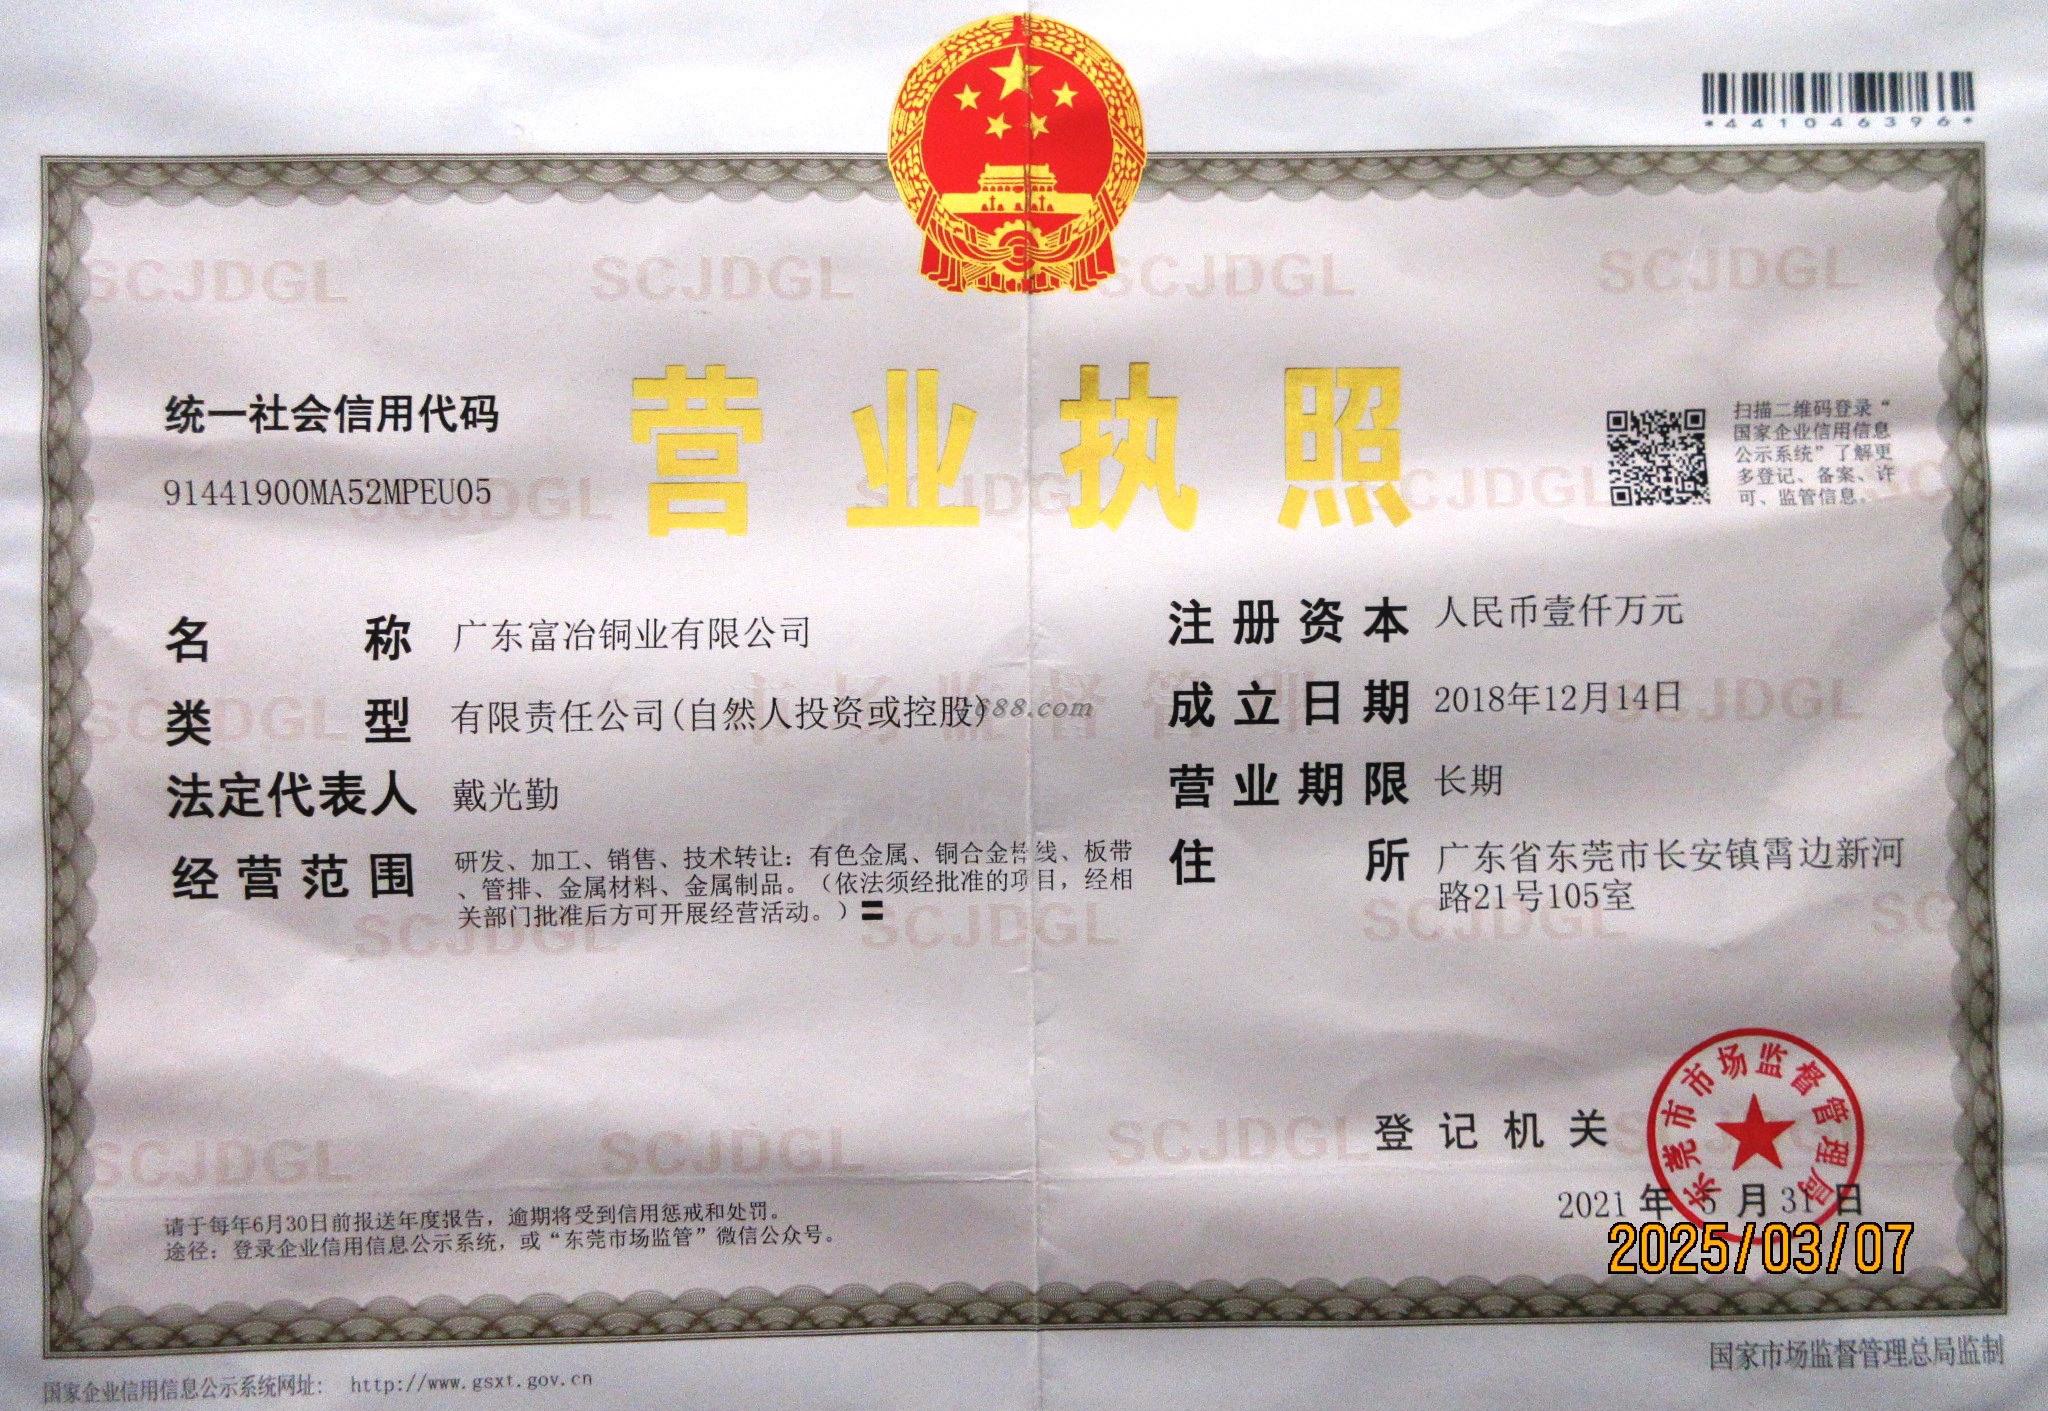 *441046396*
SCJDGL SCJDGL SCJDGL SCJDGL
营业执照
统一社会信用代码
91441900MA52MPEU05
扫描二维码登录“
国家企业信用信息
公示系统”了解更
多登记、备案、许
可、监管信息。
名称 广东富冶铜业有限公司
类型 有限责任公司(自然人投资或控股)
法定代表人 戴光勤
经营范围 研发、加工、销售、技术转让:有色金属、铜合金棒线、板带
、管排、金属材料、金属制品。(依法须经批准的项目,经相
关部门批准后方可开展经营活动。)〓
注册资本 人民币壹仟万元
成立日期 2018年12月14日
营业期限 长期
住所 广东省东莞市长安镇霄边新河
路21号105室
登记机关
东莞市市场监督管理局
2021年5月31日
2025/03/07
请于每年6月30日前报送年度报告,逾期将受到信用惩戒和处罚。
途径:登录企业信用信息公示系统,或“东莞市场监管”微信公众号。
国家企业信用信息公示系统网址: http://www.gsxt.gov.cn
国家市场监督管理总局监制